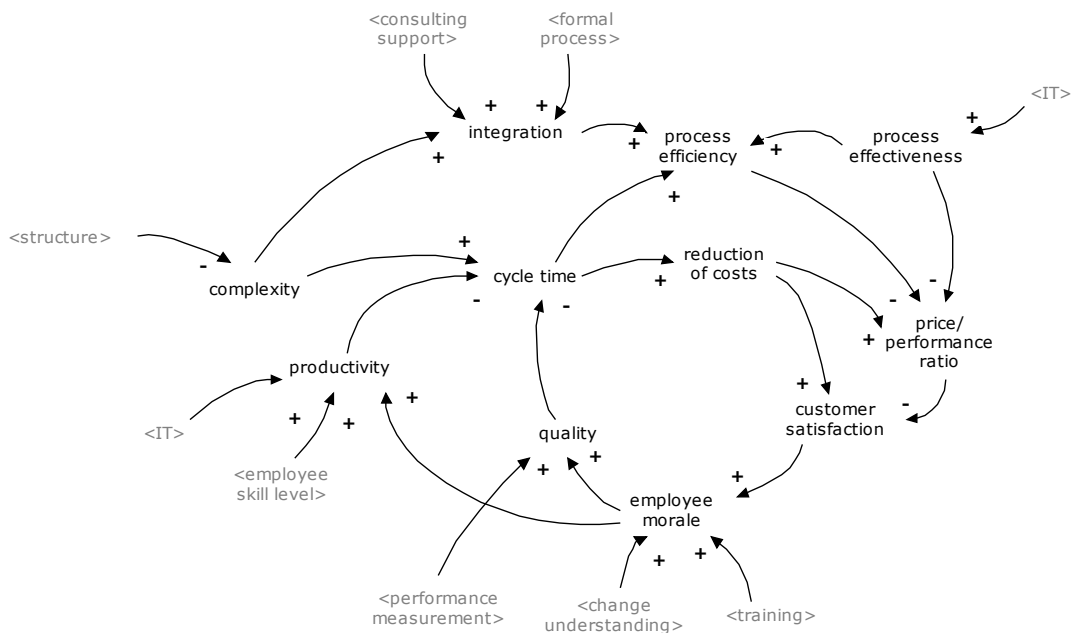 <consulting
support>
<formal
process>
<IT>
+
+
+
integration
process
efficiency
process
effectiveness
+
+
+
+
<structure>
+
-
complexity
cycle time
reduction
of costs
-
-
+
-
-
price/
performance
ratio
+
productivity
+
-
+
+
+
customer
satisfaction
<IT>
quality
+
+
<employee
skill level>
+
employee
morale
+
+
<performance
measurement>
<change
understanding>
<training>